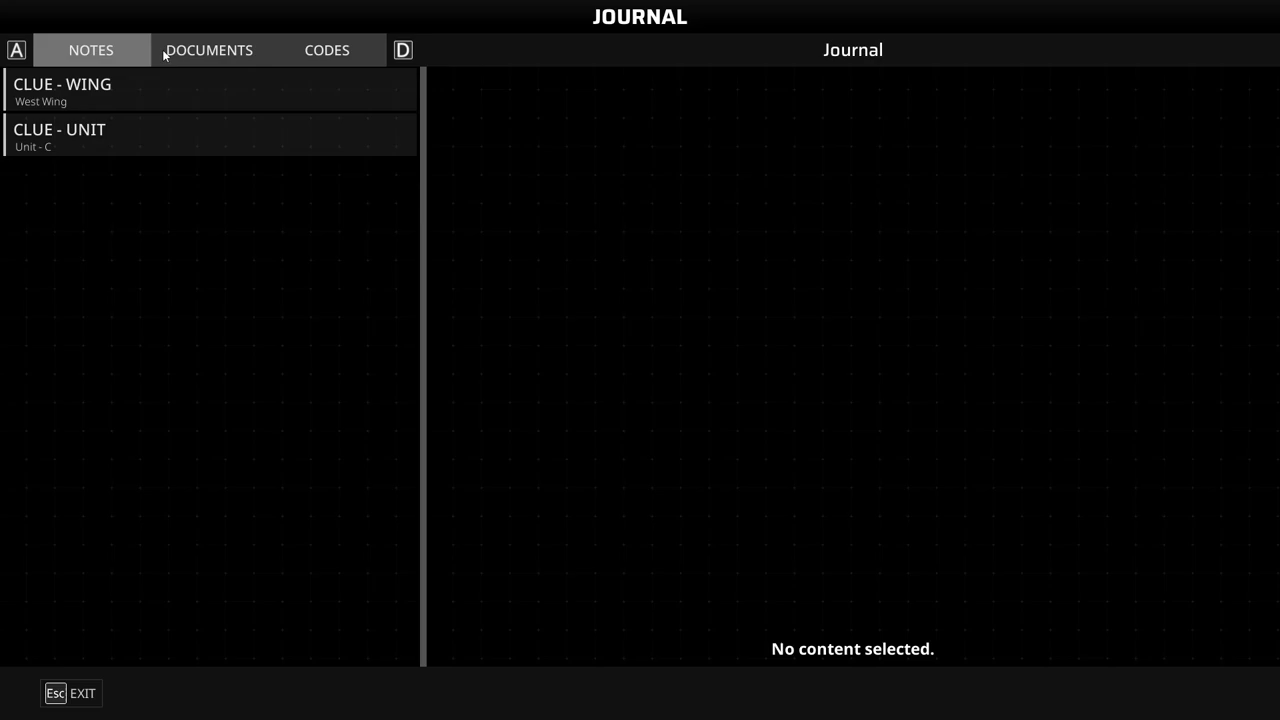 JOURNAL
A NOTES DOCUMENTS CODES D
Journal
CLUE - WING
West Wing
CLUE - UNIT
Unit - C
No content selected.
Esc EXIT